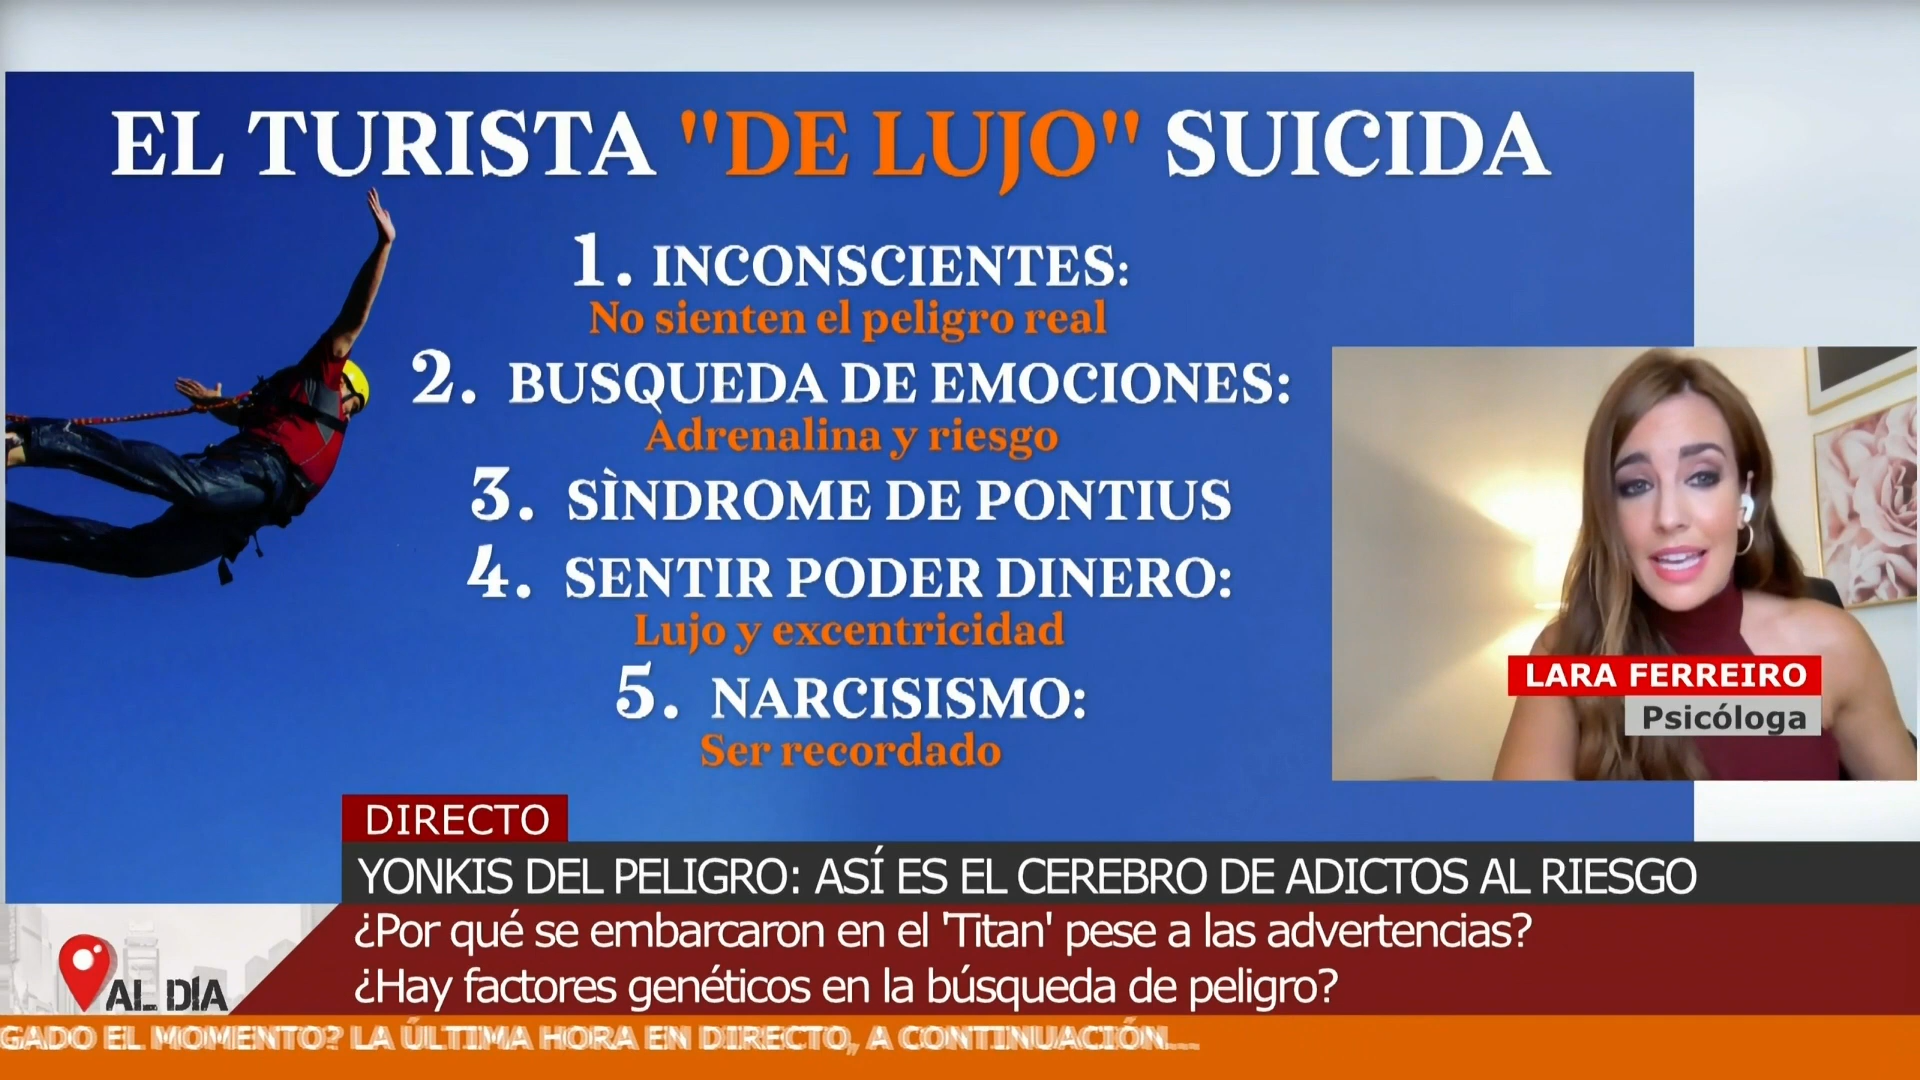 EL TURISTA "DE LUJO" SUICIDA
1. INCONSCIENTES:
No sienten el peligro real
2. BUSQUEDA DE EMOCIONES:
Adrenalina y riesgo
3. SÌNDROME DE PONTIUS
4. SENTIR PODER DINERO:
Lujo y excentricidad
5. NARCISISMO:
Ser recordado
LARA FERREIRO
Psicóloga
DIRECTO
YONKIS DEL PELIGRO: ASÍ ES EL CEREBRO DE ADICTOS AL RIESGO
¿Por qué se embarcaron en el 'Titan' pese a las advertencias?
¿Hay factores genéticos en la búsqueda de peligro?
AL DÍA
GADO EL MOMENTO? LA ÚLTIMA HORA EN DIRECTO, A CONTINUACIÓN...